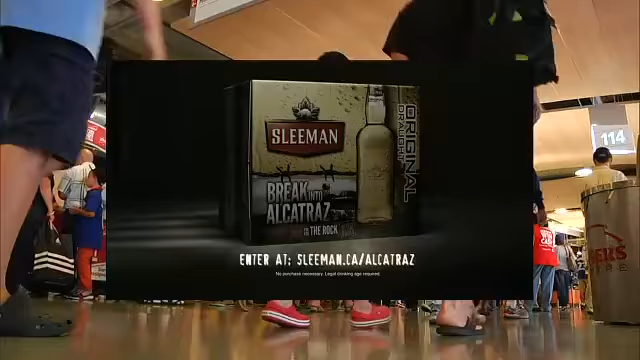 SLEEMAN
ORIGINAL
DRAUGHT
BREAK INTO
ALCATRAZ
THE ROCK
ENTER AT: SLEEMAN.CA/ALCATRAZ
No purchase necessary. Legal drinking age required.
114